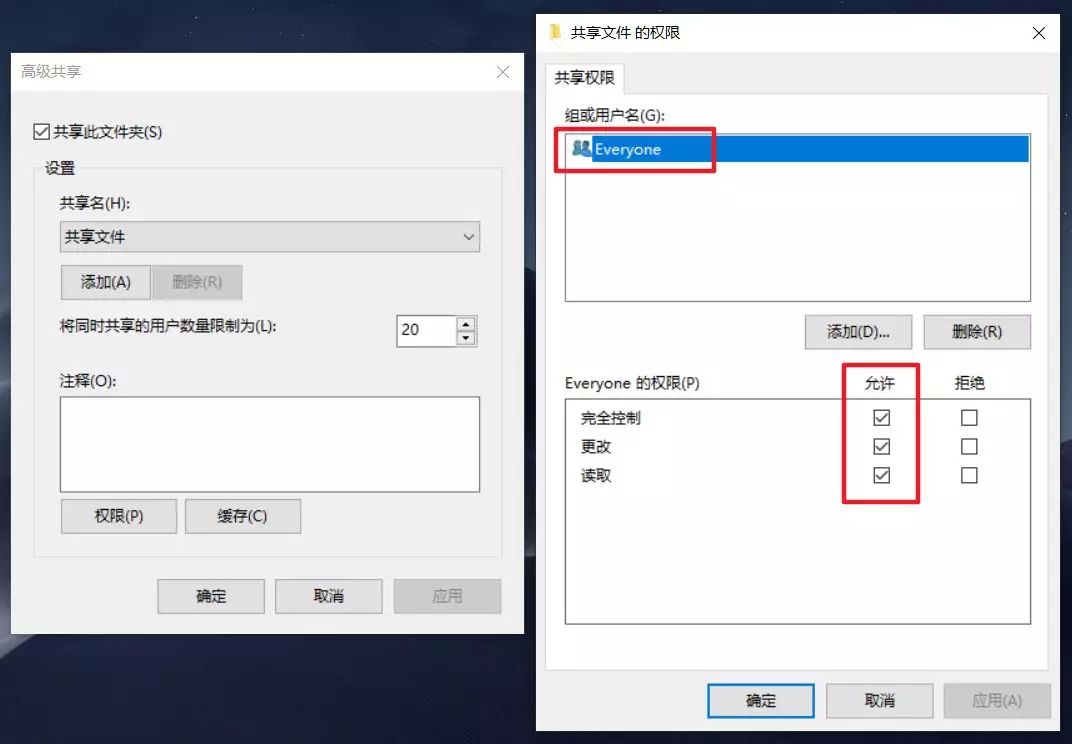 高级共享
共享此文件夹(S)
设置
共享名(H):
共享文件
添加(A)
删除(R)
将同时共享的用户数量限制为(L):
20
注释(O):
权限(P)
缓存(C)
确定
取消
应用
共享文件 的权限
共享权限
组或用户名(G):
Everyone
添加(D)...
删除(R)
Everyone 的权限(P)
允许
拒绝
完全控制
更改
读取
确定
取消
应用(A)